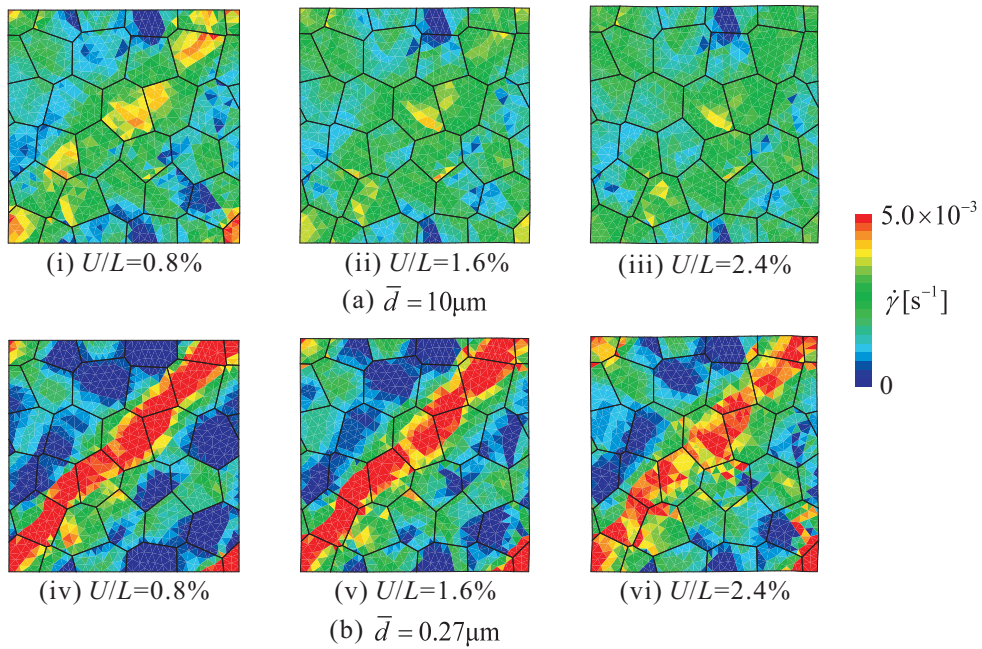 (i) U/L=0.8%
(ii) U/L=1.6%
(iii) U/L=2.4%
(a) d̅ = 10μm
5.0×10⁻³
γ̇ [s⁻¹]
0
(iv) U/L=0.8%
(v) U/L=1.6%
(vi) U/L=2.4%
(b) d̅ = 0.27μm